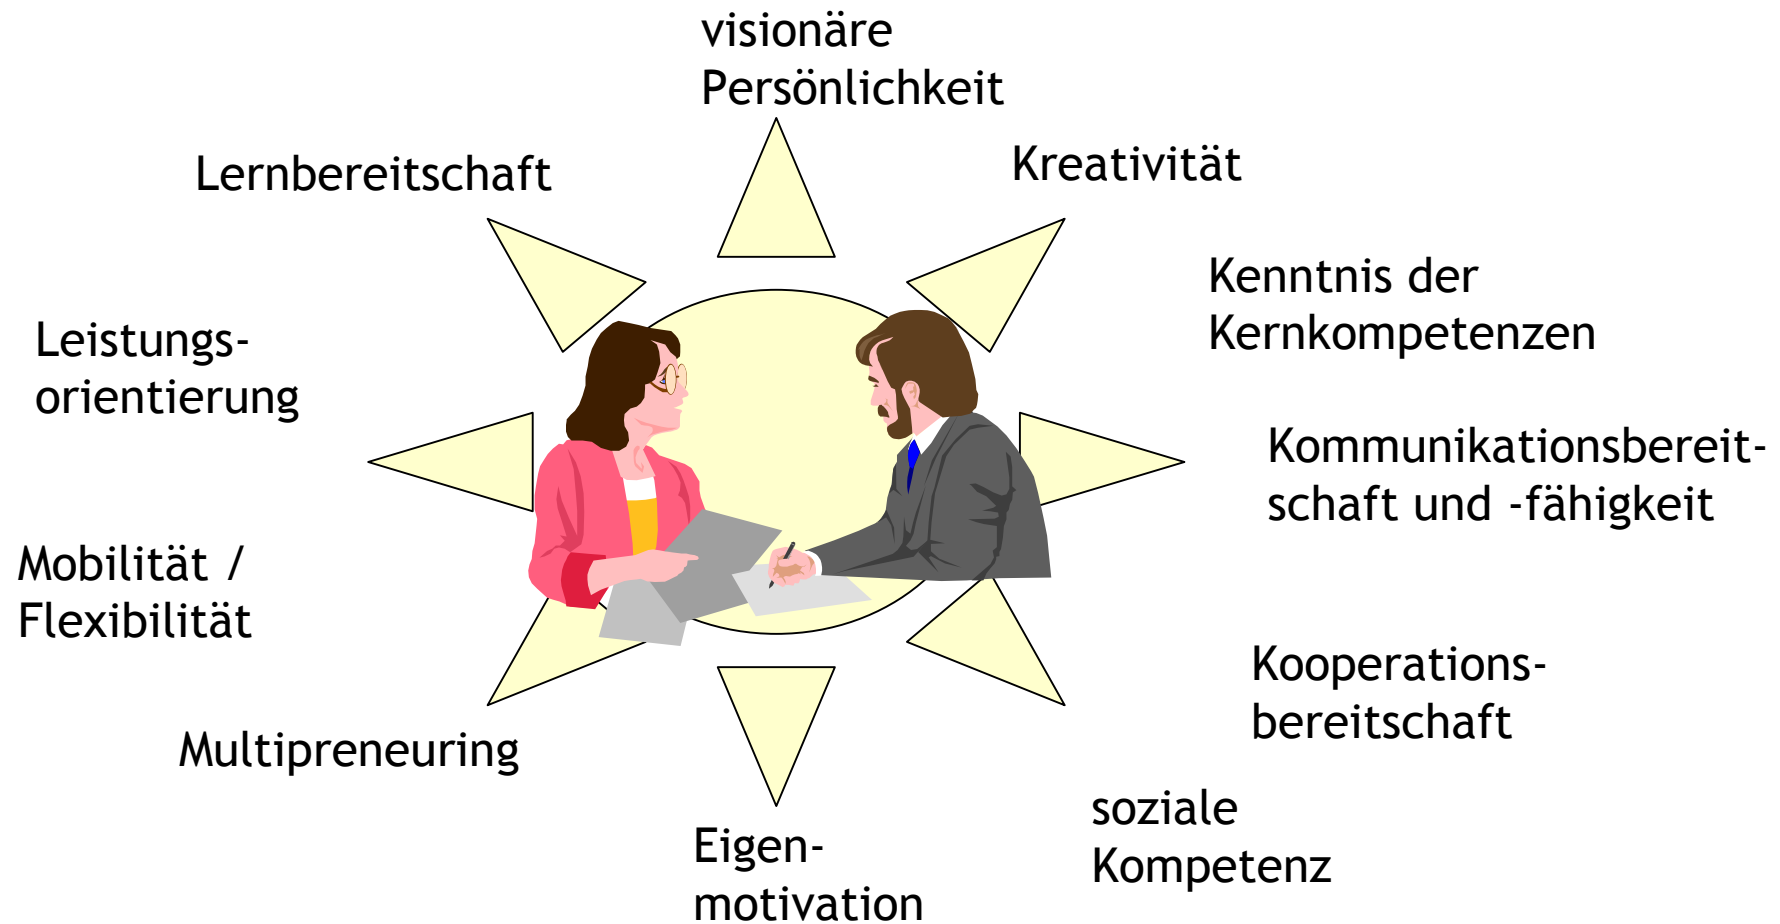 visionäre
Persönlichkeit
Kreativität
Kenntnis der
Kernkompetenzen
Kommunikationsbereit-
schaft und -fähigkeit
Kooperations-
bereitschaft
soziale
Kompetenz
Eigen-
motivation
Multipreneuring
Mobilität /
Flexibilität
Leistungs-
orientierung
Lernbereitschaft